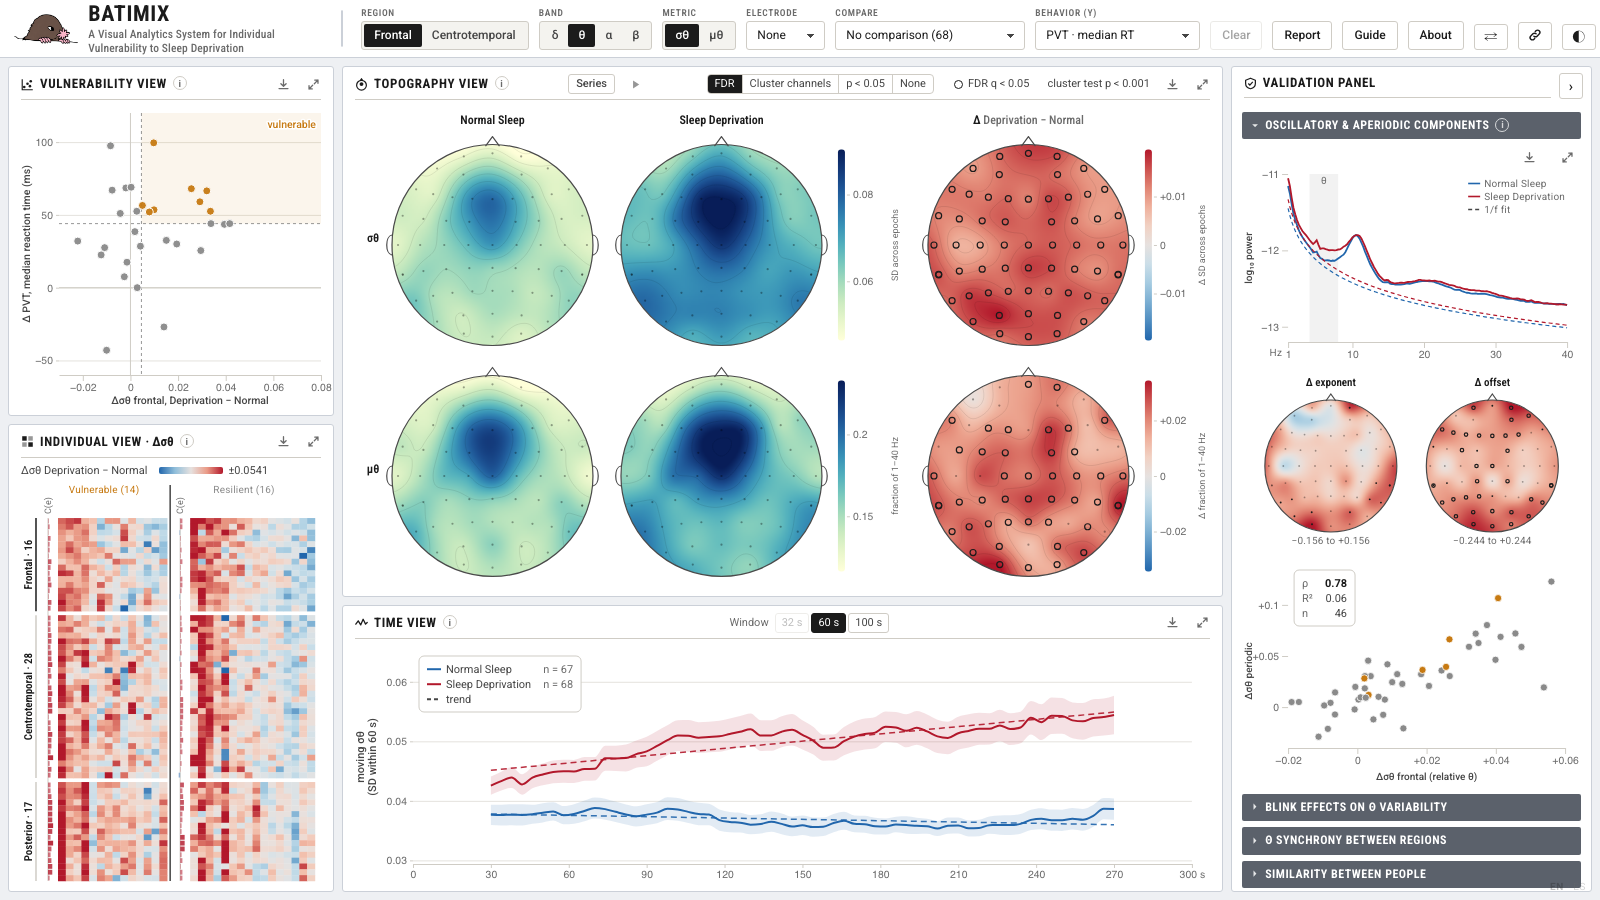 BATIMIX
A Visual Analytics System for Individual
Vulnerability to Sleep Deprivation
REGION
Frontal Centrotemporal
BAND
δ θ α β
METRIC
σθ μθ
ELECTRODE
None
COMPARE
No comparison (68)
BEHAVIOR (Y)
PVT · median RT
Clear Report Guide About
VULNERABILITY VIEW i
vulnerable
Δ PVT, median reaction time (ms)
100
50
0
−50
−0.02 0 0.02 0.04 0.06 0.08
Δσθ frontal, Deprivation − Normal
INDIVIDUAL VIEW · Δσθ i
Δσθ Deprivation − Normal ±0.0541
Vulnerable (14) Resilient (16)
C(e) C(e)
Frontal · 16
Centrotemporal · 28
Posterior · 17
TOPOGRAPHY VIEW i
Series
FDR Cluster channels p < 0.05 None
FDR q < 0.05 cluster test p < 0.001
Normal Sleep Sleep Deprivation Δ Deprivation − Normal
σθ
0.08
0.06
SD across epochs
+0.01
0
−0.01
Δ SD across epochs
μθ
0.2
0.15
fraction of 1–40 Hz
+0.02
0
−0.02
Δ fraction of 1–40 Hz
TIME VIEW i
Window 32 s 60 s 100 s
Normal Sleep n = 67
Sleep Deprivation n = 68
trend
moving σθ
(SD within 60 s)
0.06
0.05
0.04
0.03
0 30 60 90 120 150 180 210 240 270 300 s
VALIDATION PANEL
OSCILLATORY & APERIODIC COMPONENTS i
θ
Normal Sleep
Sleep Deprivation
1/f fit
log₁₀ power
−11
−12
−13
Hz 1 10 20 30 40
Δ exponent Δ offset
−0.156 to +0.156 −0.244 to +0.244
ρ 0.78
R² 0.06
n 46
Δσθ periodic
+0.1
+0.05
0
−0.02 0 +0.02 +0.04 +0.06
Δσθ frontal (relative θ)
BLINK EFFECTS ON Θ VARIABILITY
Θ SYNCHRONY BETWEEN REGIONS
SIMILARITY BETWEEN PEOPLE
EN